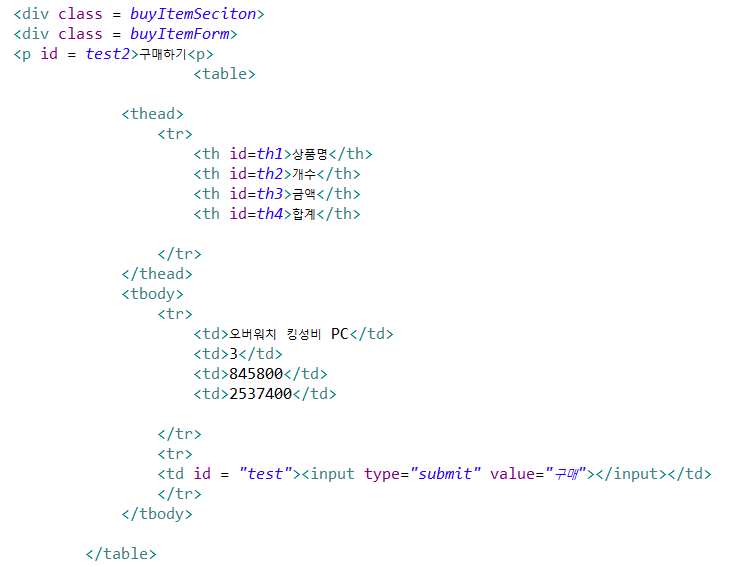 <div class = buyItemSeciton>
<div class = buyItemForm>
<p id = test2>구매하기<p>
<table>
<thead>
<tr>
<th id=th1>상품명</th>
<th id=th2>개수</th>
<th id=th3>금액</th>
<th id=th4>합계</th>
</tr>
</thead>
<tbody>
<tr>
<td>오버워치 킹성비 PC</td>
<td>3</td>
<td>845800</td>
<td>2537400</td>
</tr>
<tr>
<td id = "test"><input type="submit" value="구매"></input></td>
</tr>
</tbody>
</table>